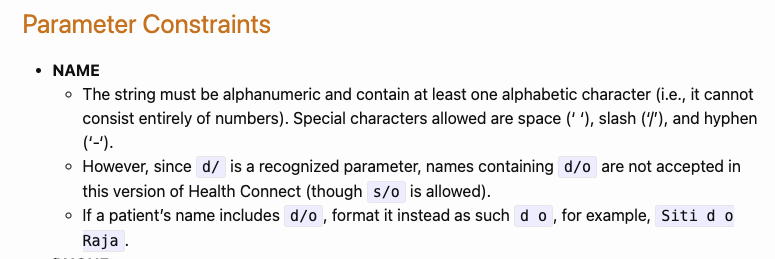 Parameter Constraints
• NAME
◦ The string must be alphanumeric and contain at least one alphabetic character (i.e., it cannot
consist entirely of numbers). Special characters allowed are space (‘ ‘), slash (‘/’), and hyphen
(‘-‘).
◦ However, since d/ is a recognized parameter, names containing d/o are not accepted in
this version of Health Connect (though s/o is allowed).
◦ If a patient’s name includes d/o, format it instead as such d o, for example, Siti d o
Raja.